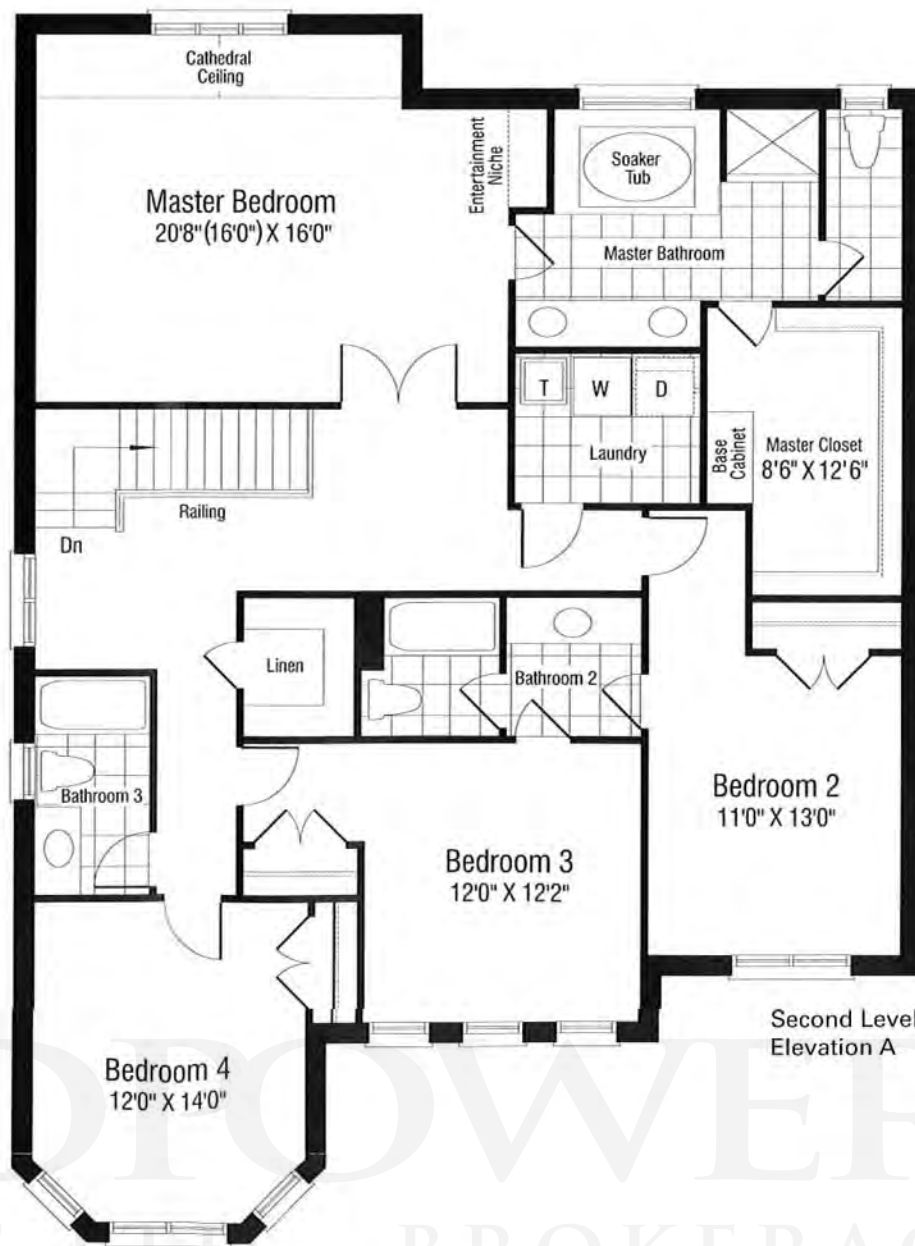 Cathedral
Ceiling
Entertainment
Niche
Soaker
Tub
Master Bedroom
20'8"(16'0") X 16'0"
Master Bathroom
T W D
Laundry
Base
Cabinet
Master Closet
8'6" X 12'6"
Railing
Dn
Linen
Bathroom 2
Bathroom 3
Bedroom 2
11'0" X 13'0"
Bedroom 3
12'0" X 12'2"
Bedroom 4
12'0" X 14'0"
Second Level
Elevation A